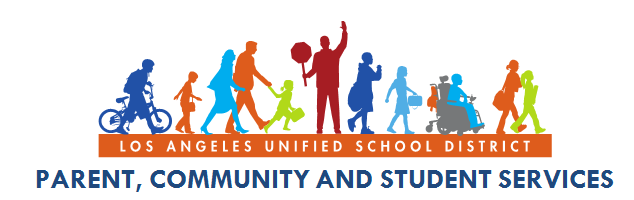 LOS ANGELES UNIFIED SCHOOL DISTRICT
PARENT, COMMUNITY AND STUDENT SERVICES